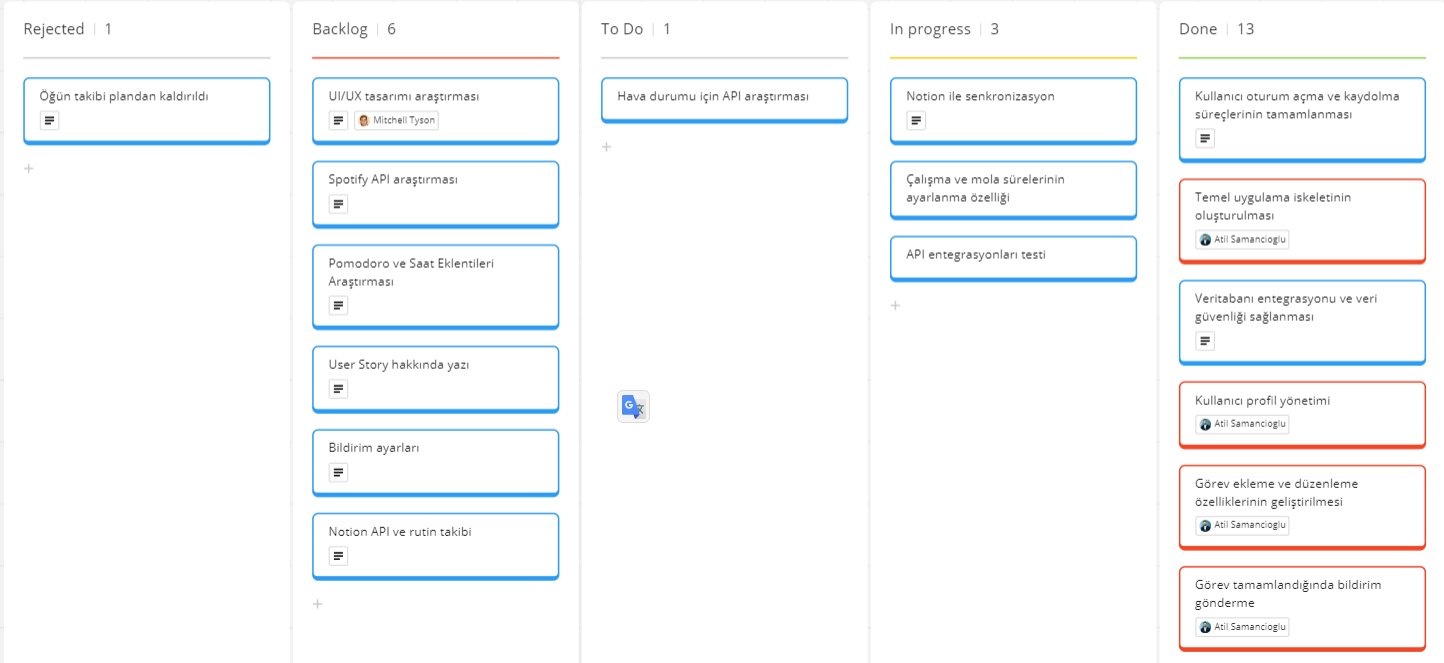 Rejected | 1
Öğün takibi plandan kaldırıldı
Backlog | 6
UI/UX tasarımı araştırması
Mitchell Tyson
Spotify API araştırması
Pomodoro ve Saat Eklentileri
Araştırması
User Story hakkında yazı
Bildirim ayarları
Notion API ve rutin takibi
To Do | 1
Hava durumu için API araştırması
G 文
In progress | 3
Notion ile senkronizasyon
Çalışma ve mola sürelerinin
ayarlanma özelliği
API entegrasyonları testi
Done | 13
Kullanıcı oturum açma ve kaydolma
süreçlerinin tamamlanması
Temel uygulama iskeletinin
oluşturulması
Atil Samancioglu
Veritabanı entegrasyonu ve veri
güvenliği sağlanması
Kullanıcı profil yönetimi
Atil Samancioglu
Görev ekleme ve düzenleme
özelliklerinin geliştirilmesi
Atil Samancioglu
Görev tamamlandığında bildirim
gönderme
Atil Samancioglu